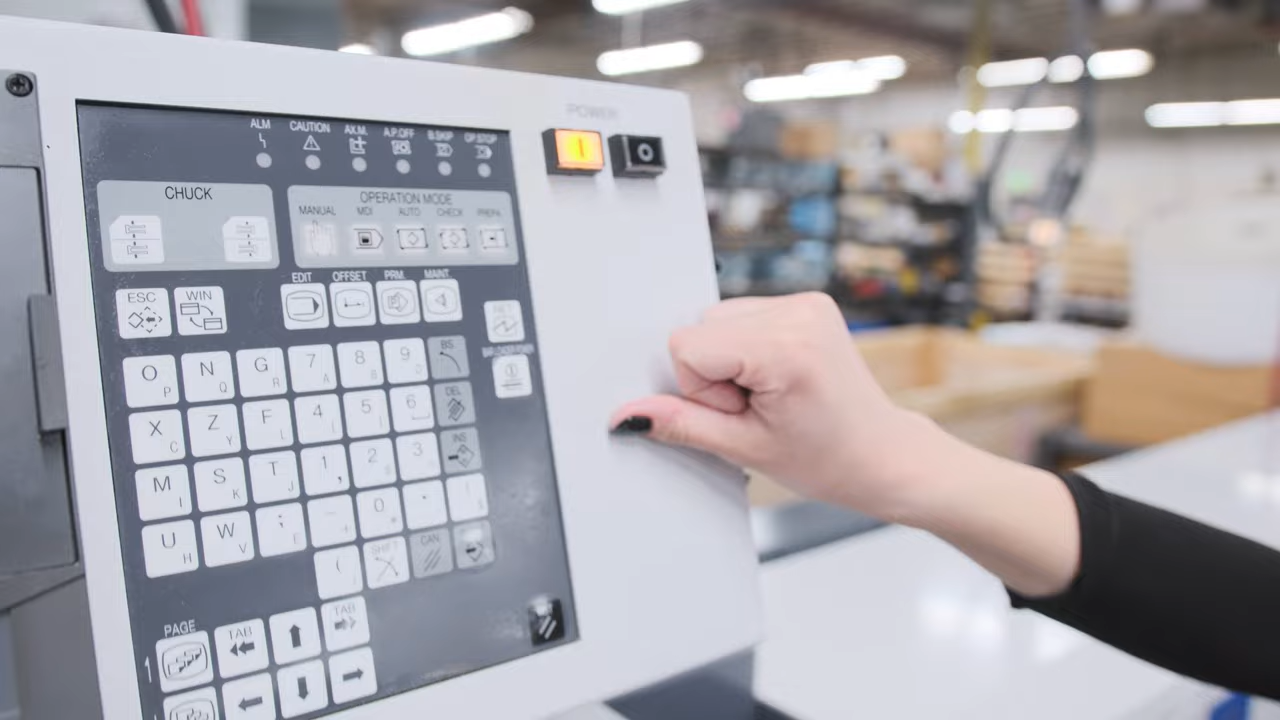 POWER
ALM CAUTION AX.M. A.P.OFF B.SKIP OP.STOP
CHUCK
OPERATION MODE
MANUAL MDI AUTO CHECK PREPA
EDIT OFFSET PRM. MAINT.
ESC WIN
O P N Q G R 7 A 8 B 9 D BS
X C Z Y F E 4 L 5 6 DEL
M I S K T J 1 , 2 3 INS
U H W V ; 0
( SHIFT CAN
PAGE TAB TAB